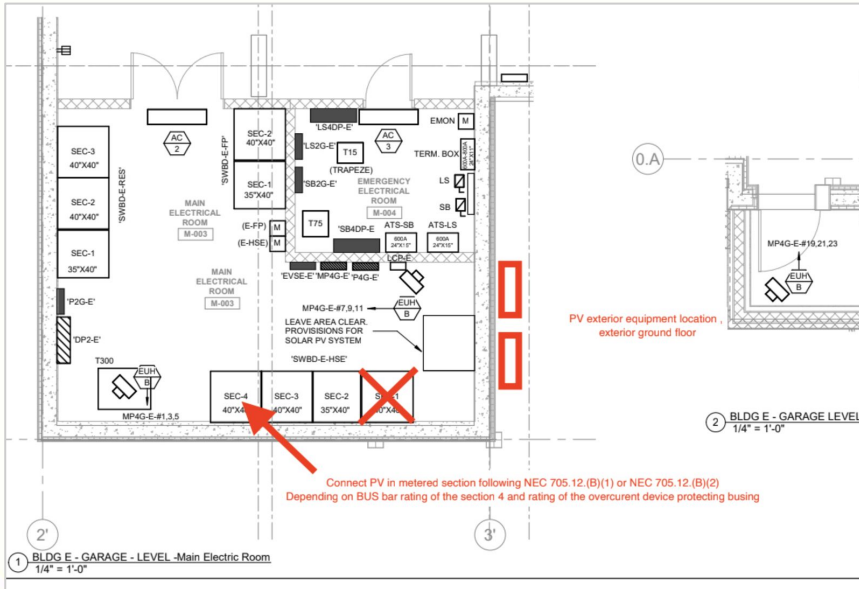 SEC-3
40"X40"
SEC-2
40"X40"
SEC-1
35"X40"
'SWBD-E-RES'
'P2G-E'
'DP2-E'
T300
EUH
B
MP4G-E-#1,3,5
AC
2
'SWBD-E-FP'
SEC-2
40"X40"
SEC-1
35"X40"
MAIN
ELECTRICAL
ROOM
M-003
(E-FP)
M
(E-HSE)
M
MAIN
ELECTRICAL
ROOM
M-003
'LS4DP-E'
'LS2G-E'
'SB2G-E'
T15
(TRAPEZE)
AC
3
EMON
M
TERM. BOX
LS
SB
EMERGENCY
ELECTRICAL
ROOM
M-004
T75
'SB4DP-E
ATS-SB
600A
24"X15"
ATS-LS
600A
24"X15"
LCP-E
'EVSE-E'
'MP4G-E'
'P4G-E'
MP4G-E-#7,9,11
EUH
B
LEAVE AREA CLEAR.
PROVISISIONS FOR
SOLAR PV SYSTEM
'SWBD-E-HSE'
SEC-4
40"X40"
SEC-3
40"X40"
SEC-2
35"X40"
PV exterior equipment location ,
exterior ground floor
Connect PV in metered section following NEC 705.12.(B)(1) or NEC 705.12.(B)(2)
Depending on BUS bar rating of the section 4 and rating of the overcurent device protecting busing
0.A
MP4G-E-#19,21,23
EUH
B
2'
3'
1
BLDG E - GARAGE - LEVEL -Main Electric Room
1/4" = 1'-0"
2
BLDG E - GARAGE LEVEL
1/4" = 1'-0"